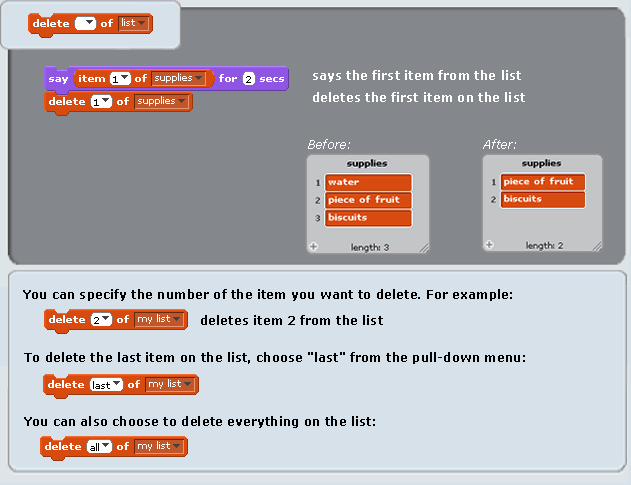 delete of list
say item 1 of supplies for 2 secs
says the first item from the list
delete 1 of supplies
deletes the first item on the list
Before:
After:
supplies
1 water
2 piece of fruit
3 biscuits
+ length: 3
supplies
1 piece of fruit
2 biscuits
+ length: 2
You can specify the number of the item you want to delete. For example:
delete 2 of my list deletes item 2 from the list
To delete the last item on the list, choose "last" from the pull-down menu:
delete last of my list
You can also choose to delete everything on the list:
delete all of my list